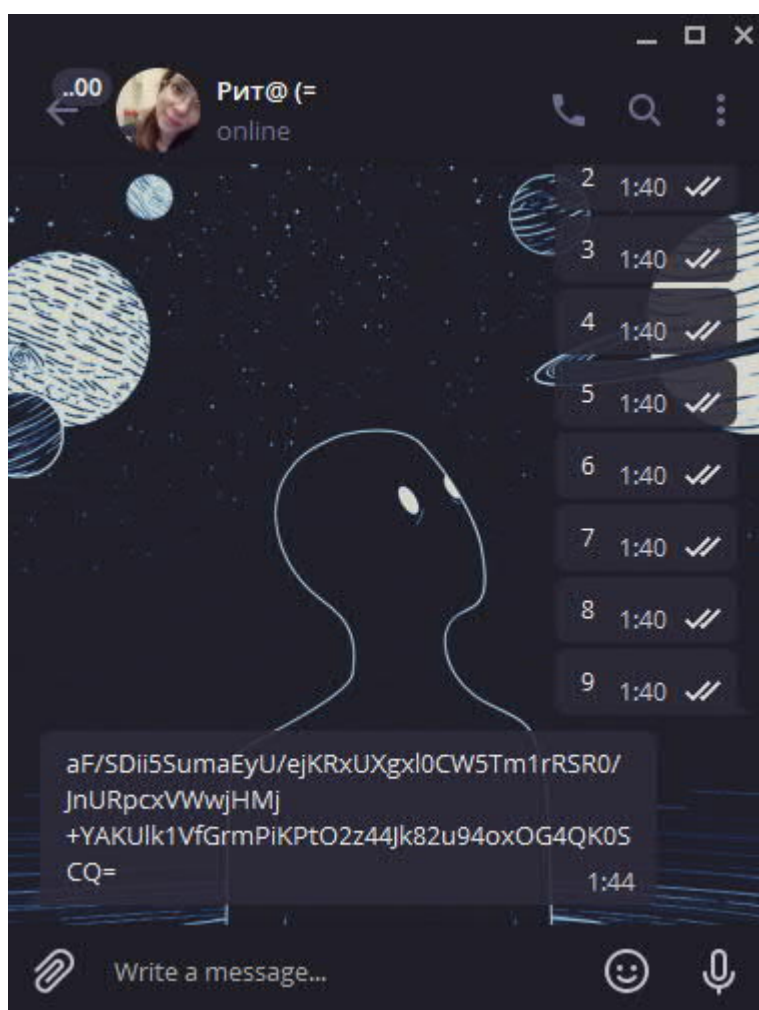 ..00
Рит@ (=
online
2 1:40
3 1:40
4 1:40
5 1:40
6 1:40
7 1:40
8 1:40
9 1:40
aF/SDii5SumaEyU/ejKRxUXgxl0CW5Tm1rRSR0/
JnURpcxVWwjHMj
+YAKUlk1VfGrmPiKPtO2z44Jk82u94oxOG4QK0S
CQ=
1:44
Write a message...